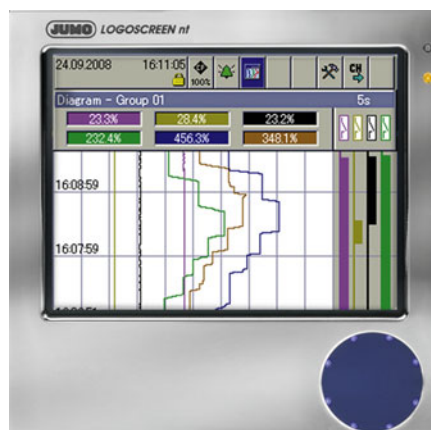 JUMO LOGOSCREEN nt
24.09.2008 16:11:05
100%
CH
Diagram - Group 01 5s
23.3% 28.4% 23.2%
232.4% 456.3% 348.1%
16:08:59
16:07:59